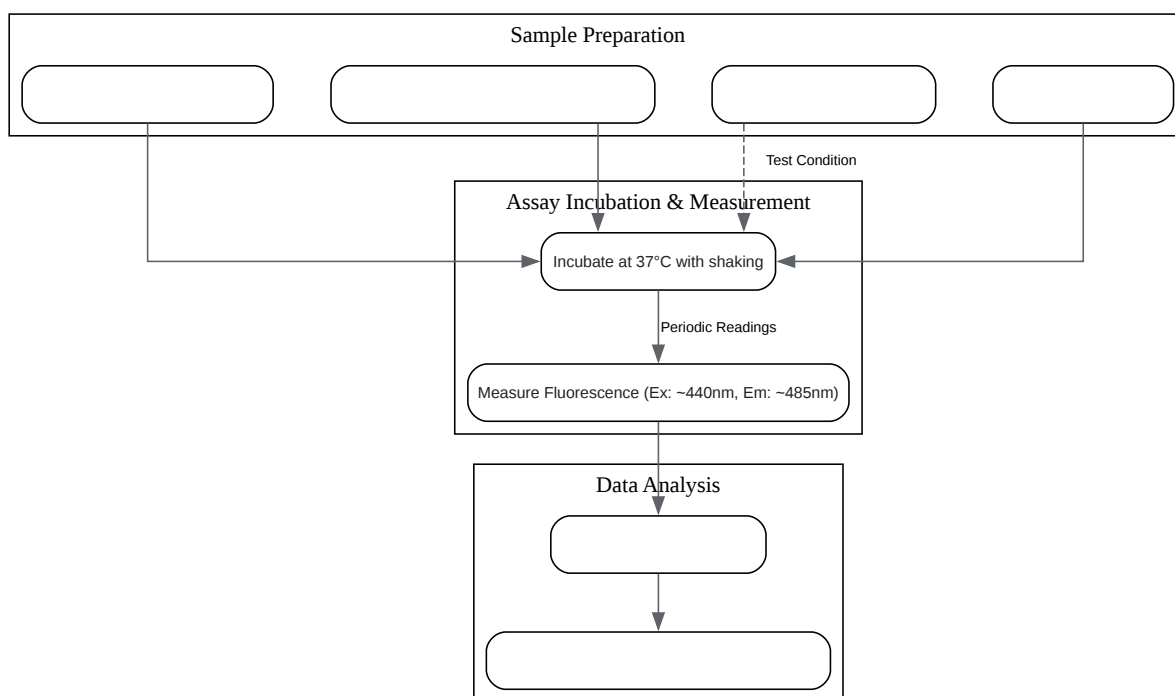 Sample Preparation
Test Condition
Assay Incubation & Measurement
Incubate at 37°C with shaking
Periodic Readings
Measure Fluorescence (Ex: ~440nm, Em: ~485nm)
Data Analysis